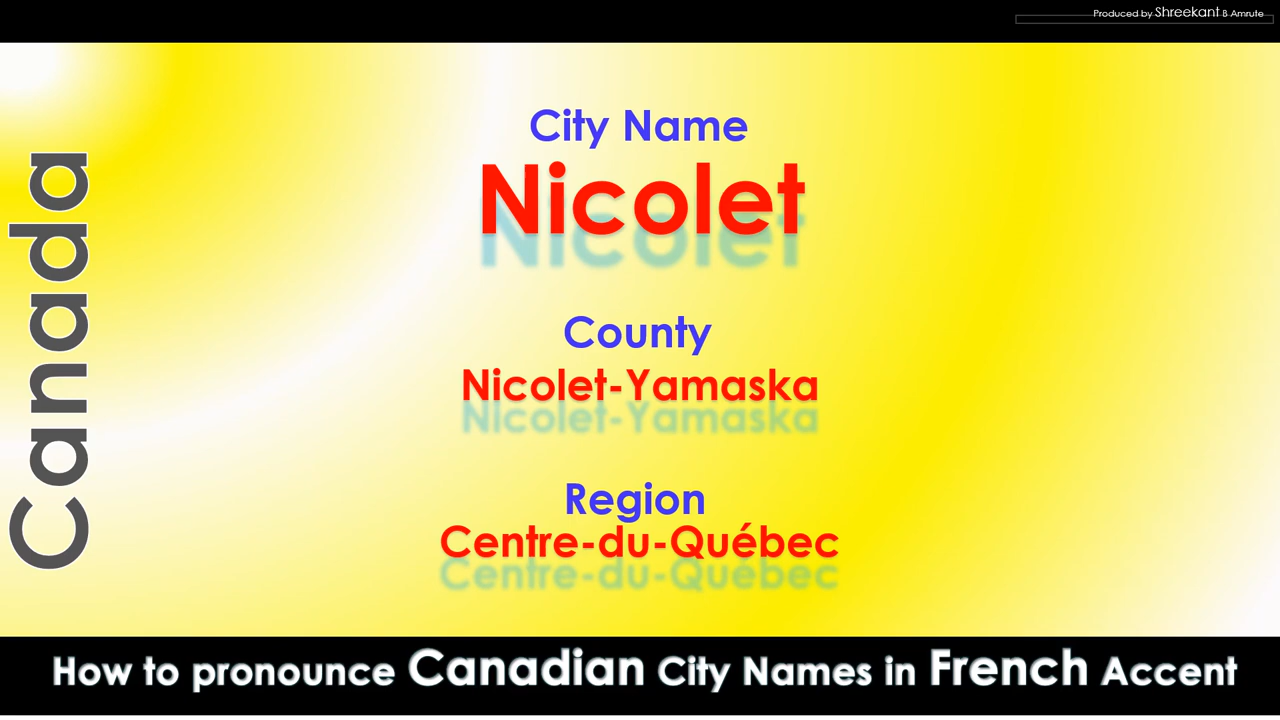 Produced by Shreekant B Amrute
Canada
City Name
Nicolet
County
Nicolet-Yamaska
Region
Centre-du-Québec
How to pronounce Canadian City Names in French Accent